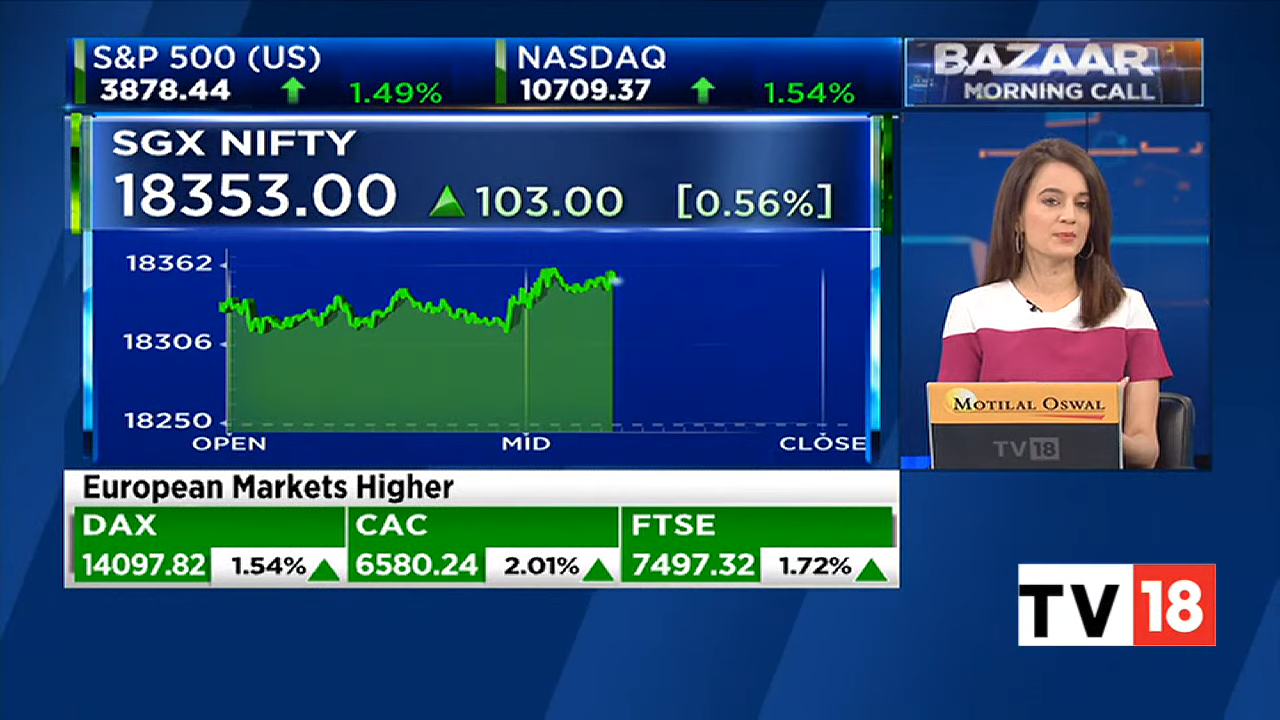 S&P 500 (US)
3878.44 1.49%
NASDAQ
10709.37 1.54%
BAZAAR
MORNING CALL
SGX NIFTY
18353.00 103.00 [0.56%]
18362
18306
18250
OPEN MID CLOSE
MOTILAL OSWAL
TV18
European Markets Higher
DAX
14097.82 1.54%
CAC
6580.24 2.01%
FTSE
7497.32 1.72%
TV18